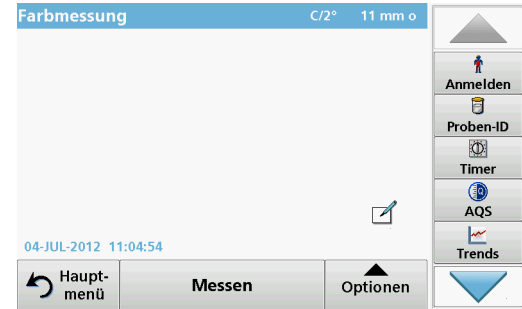 Farbmessung C/2° 11 mm o
Anmelden
Proben-ID
Timer
AQS
Trends
04-JUL-2012 11:04:54
Haupt-
menü
Messen
Optionen